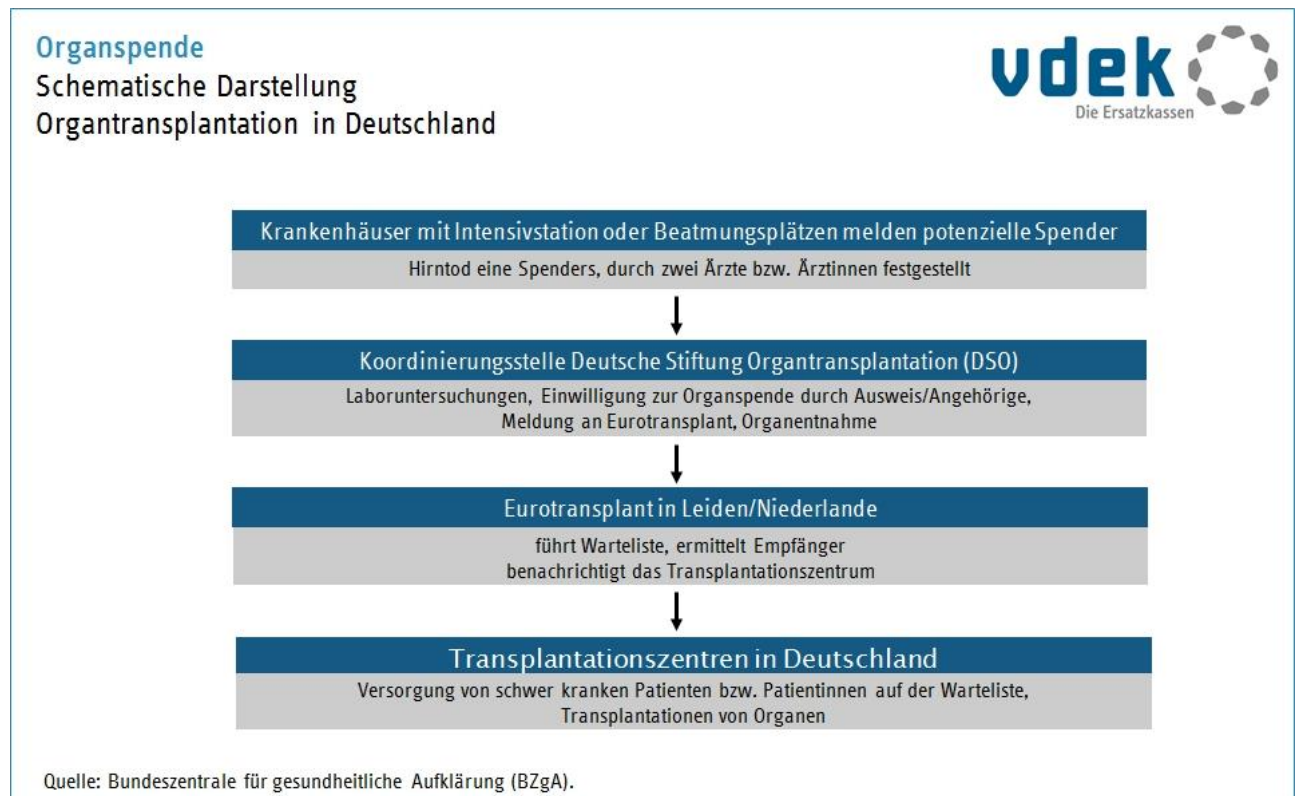 Organspende
Schematische Darstellung
Organtransplantation in Deutschland
vdek
Die Ersatzkassen
Krankenhäuser mit Intensivstation oder Beatmungsplätzen melden potenzielle Spender
Hirntod eine Spenders, durch zwei Ärzte bzw. Ärztinnen festgestellt
Koordinierungsstelle Deutsche Stiftung Organtransplantation (DSO)
Laboruntersuchungen, Einwilligung zur Organspende durch Ausweis/Angehörige,
Meldung an Eurotransplant, Organentnahme
Eurotransplant in Leiden/Niederlande
führt Warteliste, ermittelt Empfänger
benachrichtigt das Transplantationszentrum
Transplantationszentren in Deutschland
Versorgung von schwer kranken Patienten bzw. Patientinnen auf der Warteliste,
Transplantationen von Organen
Quelle: Bundeszentrale für gesundheitliche Aufklärung (BZgA).